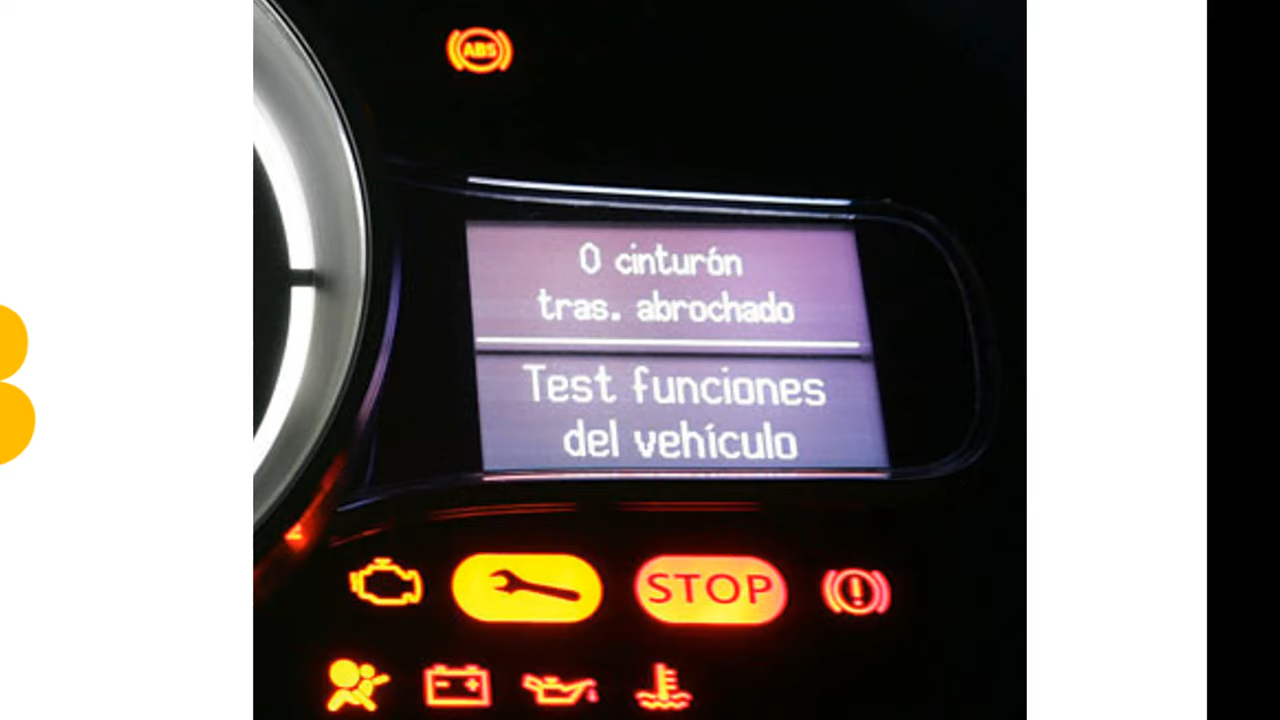 ABS
0 cinturón
tras. abrochado
Test funciones
del vehículo
STOP